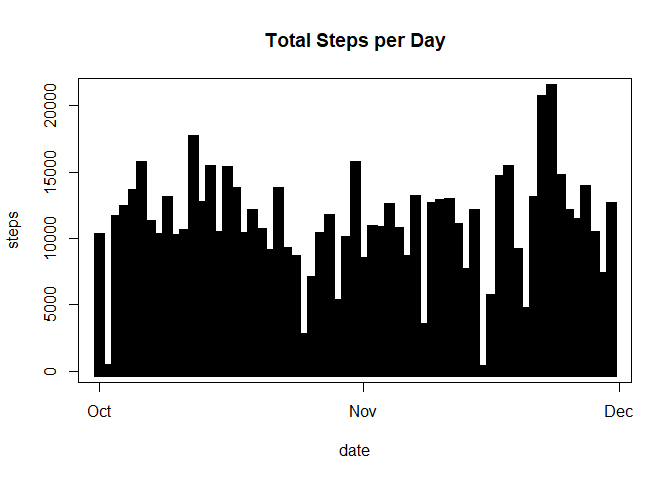 Total Steps per Day
steps
20000
15000
10000
5000
0
Oct
Nov
Dec
date